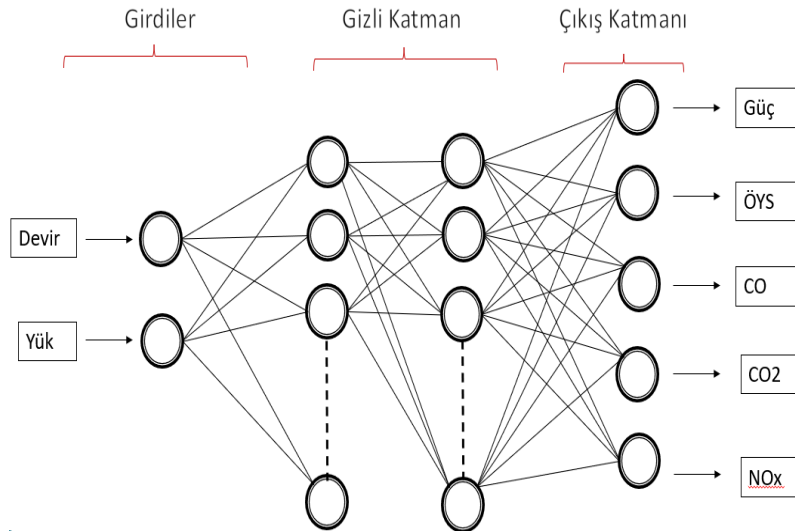 Girdiler
Gizli Katman
Çıkış Katmanı
Güç
Devir
ÖYS
CO
Yük
CO2
NOx